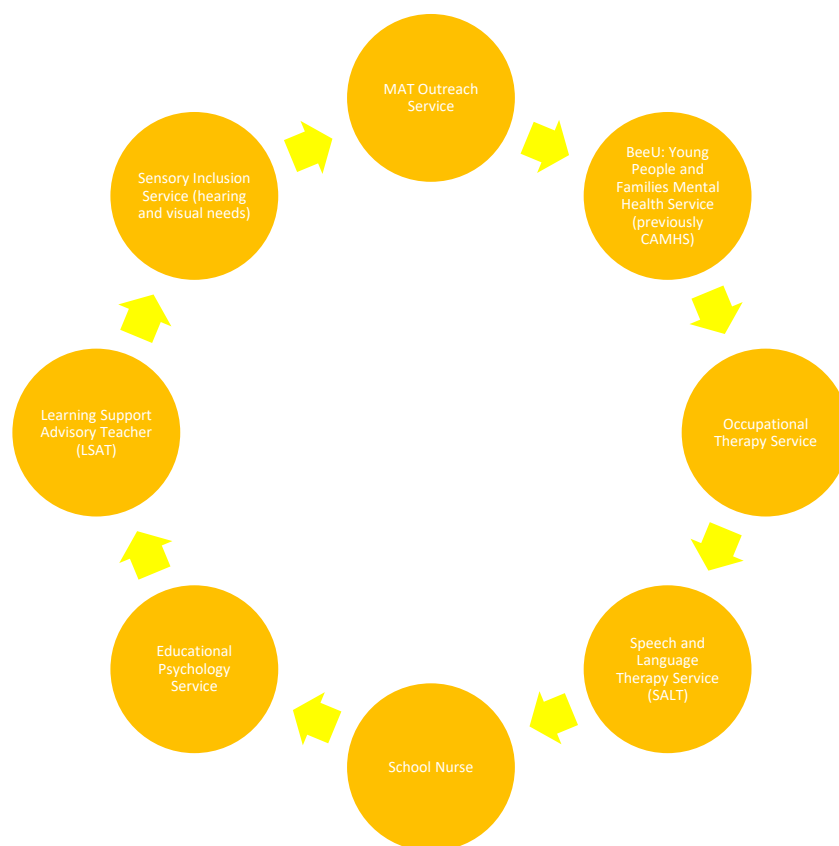 MAT Outreach
Service
BeeU: Young
People and
Families Mental
Health Service
(previously
CAMHS)
Occupational
Therapy Service
Speech and
Language
Therapy Service
(SALT)
School Nurse
Educational
Psychology
Service
Learning Support
Advisory Teacher
(LSAT)
Sensory Inclusion
Service (hearing
and visual needs)